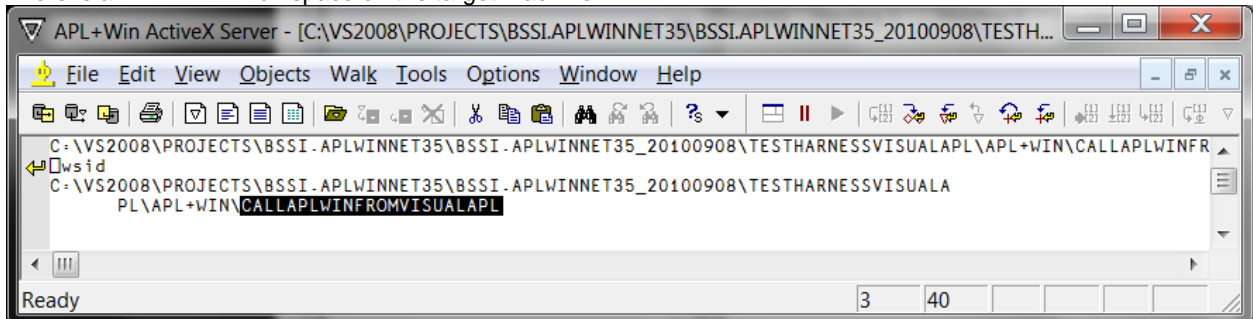 APL+Win ActiveX Server - [C:\VS2008\PROJECTS\BSSI.APLWINNET35\BSSI.APLWINNET35_20100908\TESTH...
File Edit View Objects Walk Tools Options Window Help
C:\VS2008\PROJECTS\BSSI.APLWINNET35\BSSI.APLWINNET35_20100908\TESTHARNESSVISUALAPL\APL+WIN\CALLAPLWINFR
⎕wsid
C:\VS2008\PROJECTS\BSSI.APLWINNET35\BSSI.APLWINNET35_20100908\TESTHARNESSVISUALA
PL\APL+WIN\CALLAPLWINFROMVISUALAPL
Ready 3 40